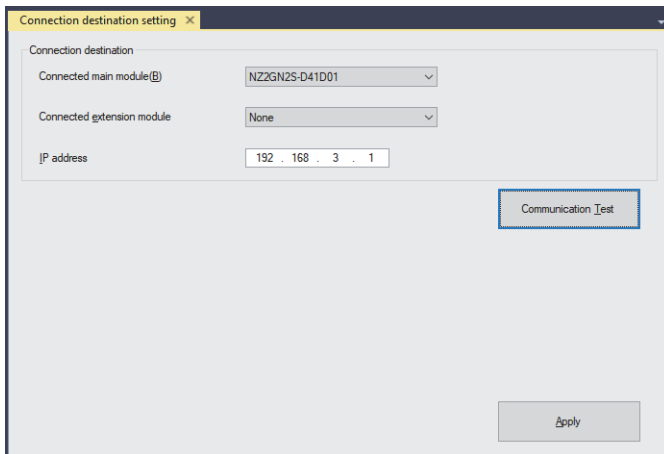 Connection destination setting
Connection destination
Connected main module(B) NZ2GN2S-D41D01
Connected extension module None
IP address 192 . 168 . 3 . 1
Communication Test
Apply